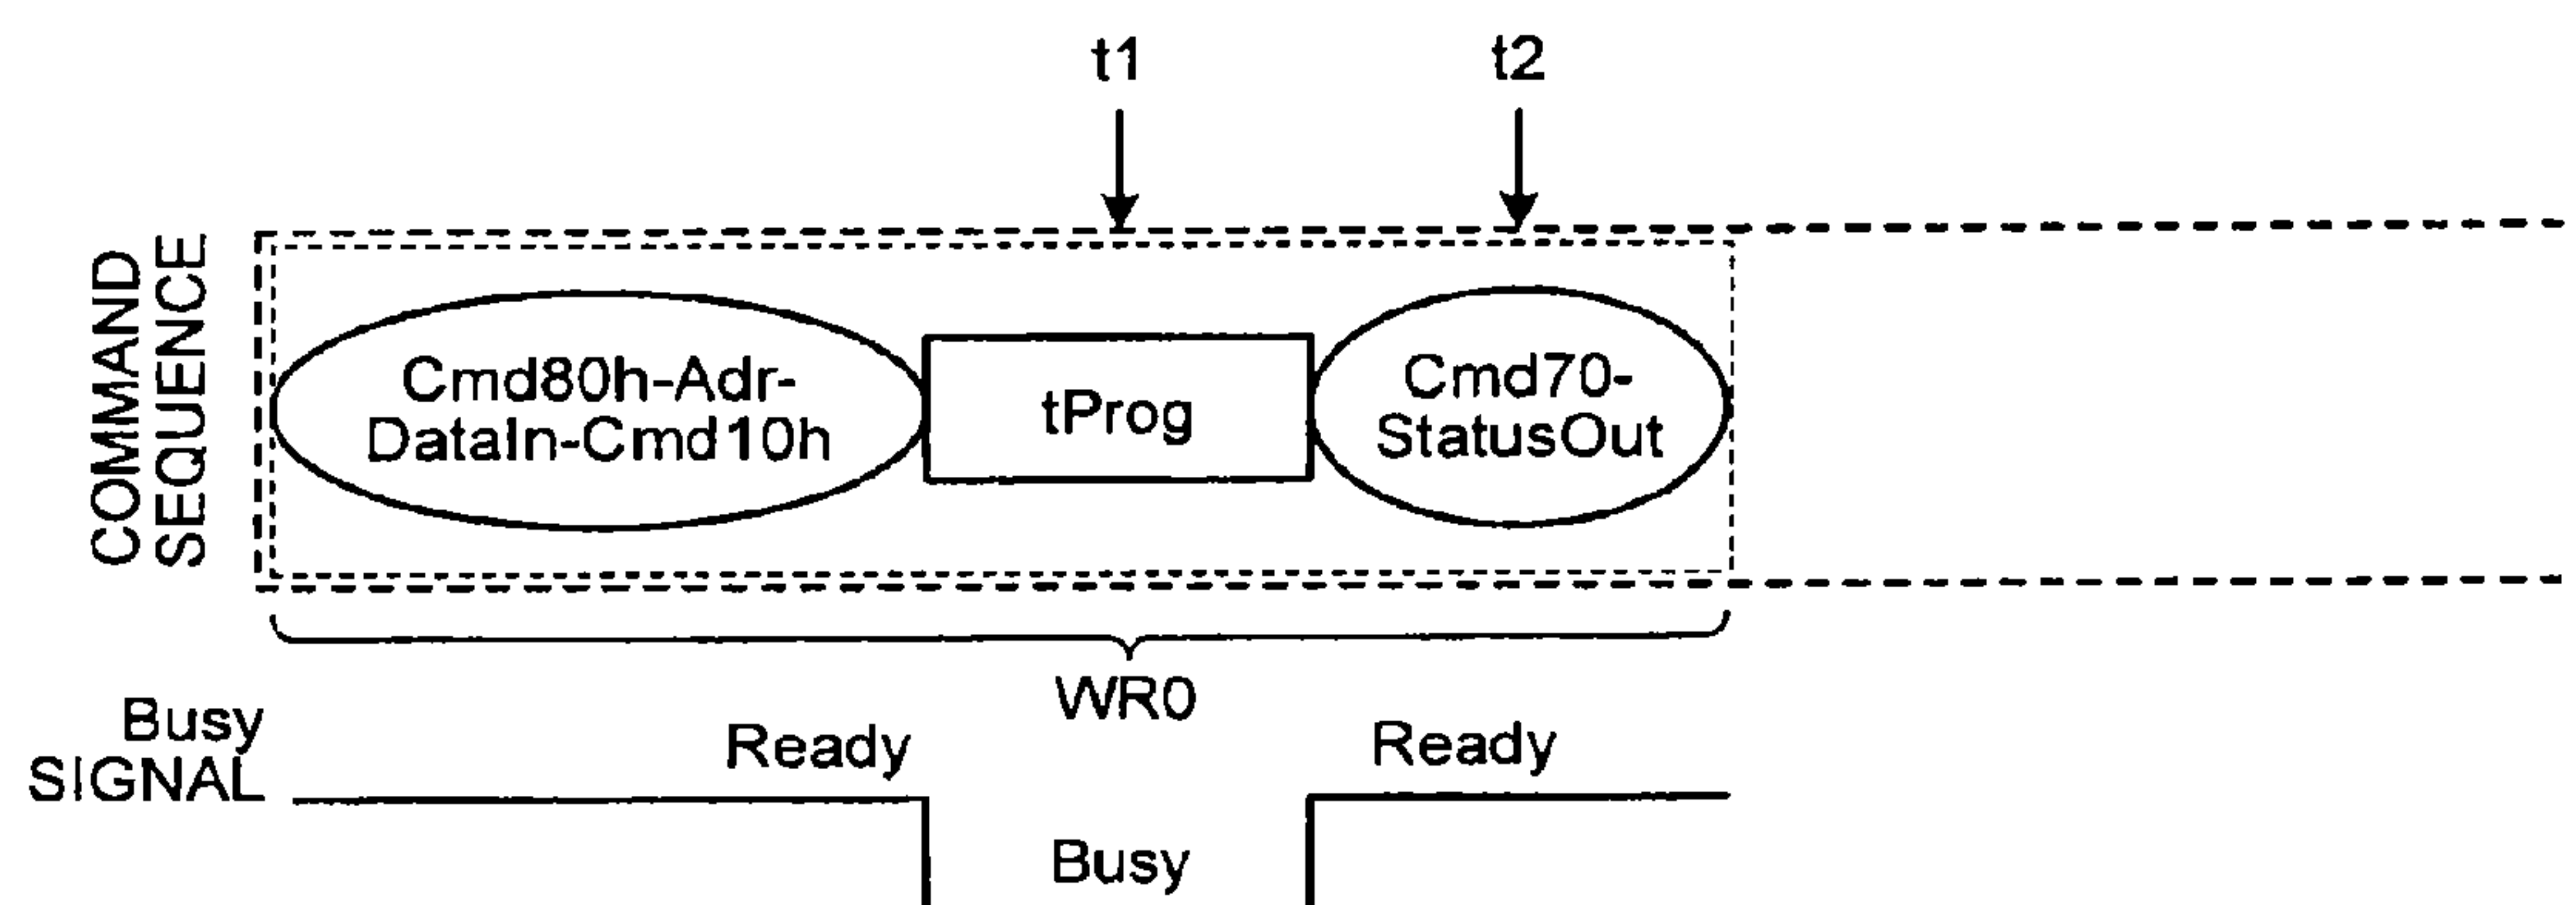 t1
t2
COMMAND
SEQUENCE
Cmd80h-Adr-
DataIn-Cmd10h
tProg
Cmd70-
StatusOut
WR0
Busy
SIGNAL
Ready
Ready
Busy